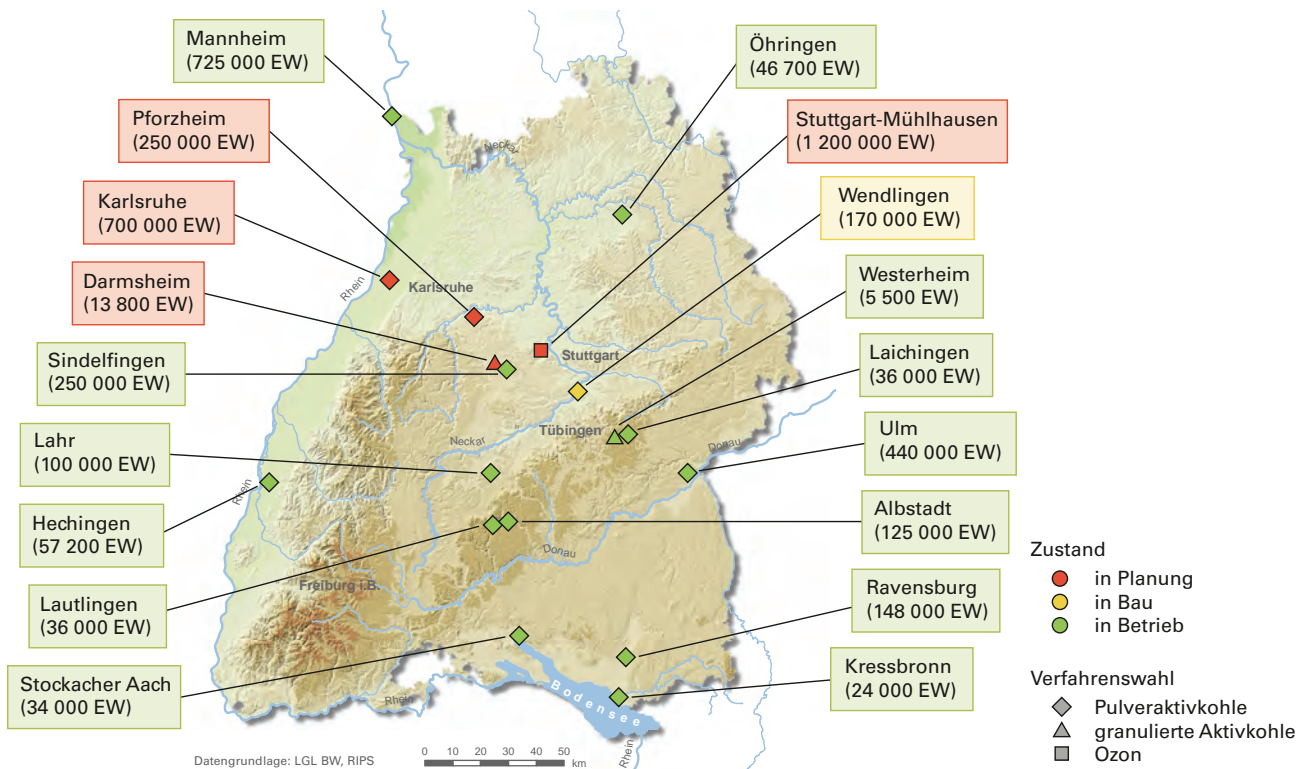 Mannheim
(725 000 EW)
Pforzheim
(250 000 EW)
Karlsruhe
(700 000 EW)
Darmsheim
(13 800 EW)
Sindelfingen
(250 000 EW)
Lahr
(100 000 EW)
Hechingen
(57 200 EW)
Lautlingen
(36 000 EW)
Stockacher Aach
(34 000 EW)
Öhringen
(46 700 EW)
Stuttgart-Mühlhausen
(1 200 000 EW)
Wendlingen
(170 000 EW)
Westerheim
(5 500 EW)
Laichingen
(36 000 EW)
Ulm
(440 000 EW)
Albstadt
(125 000 EW)
Ravensburg
(148 000 EW)
Kressbronn
(24 000 EW)
Neckar
Rhein
Karlsruhe
Stuttgart
Neckar
Tübingen
Donau
Rhein
Donau
Freiburg i.B.
Rhein
Bodensee
Rhein
Zustand
in Planung
in Bau
in Betrieb
Verfahrenswahl
Pulveraktivkohle
granulierte Aktivkohle
Ozon
Datengrundlage: LGL BW, RIPS
0 10 20 30 40 50
km